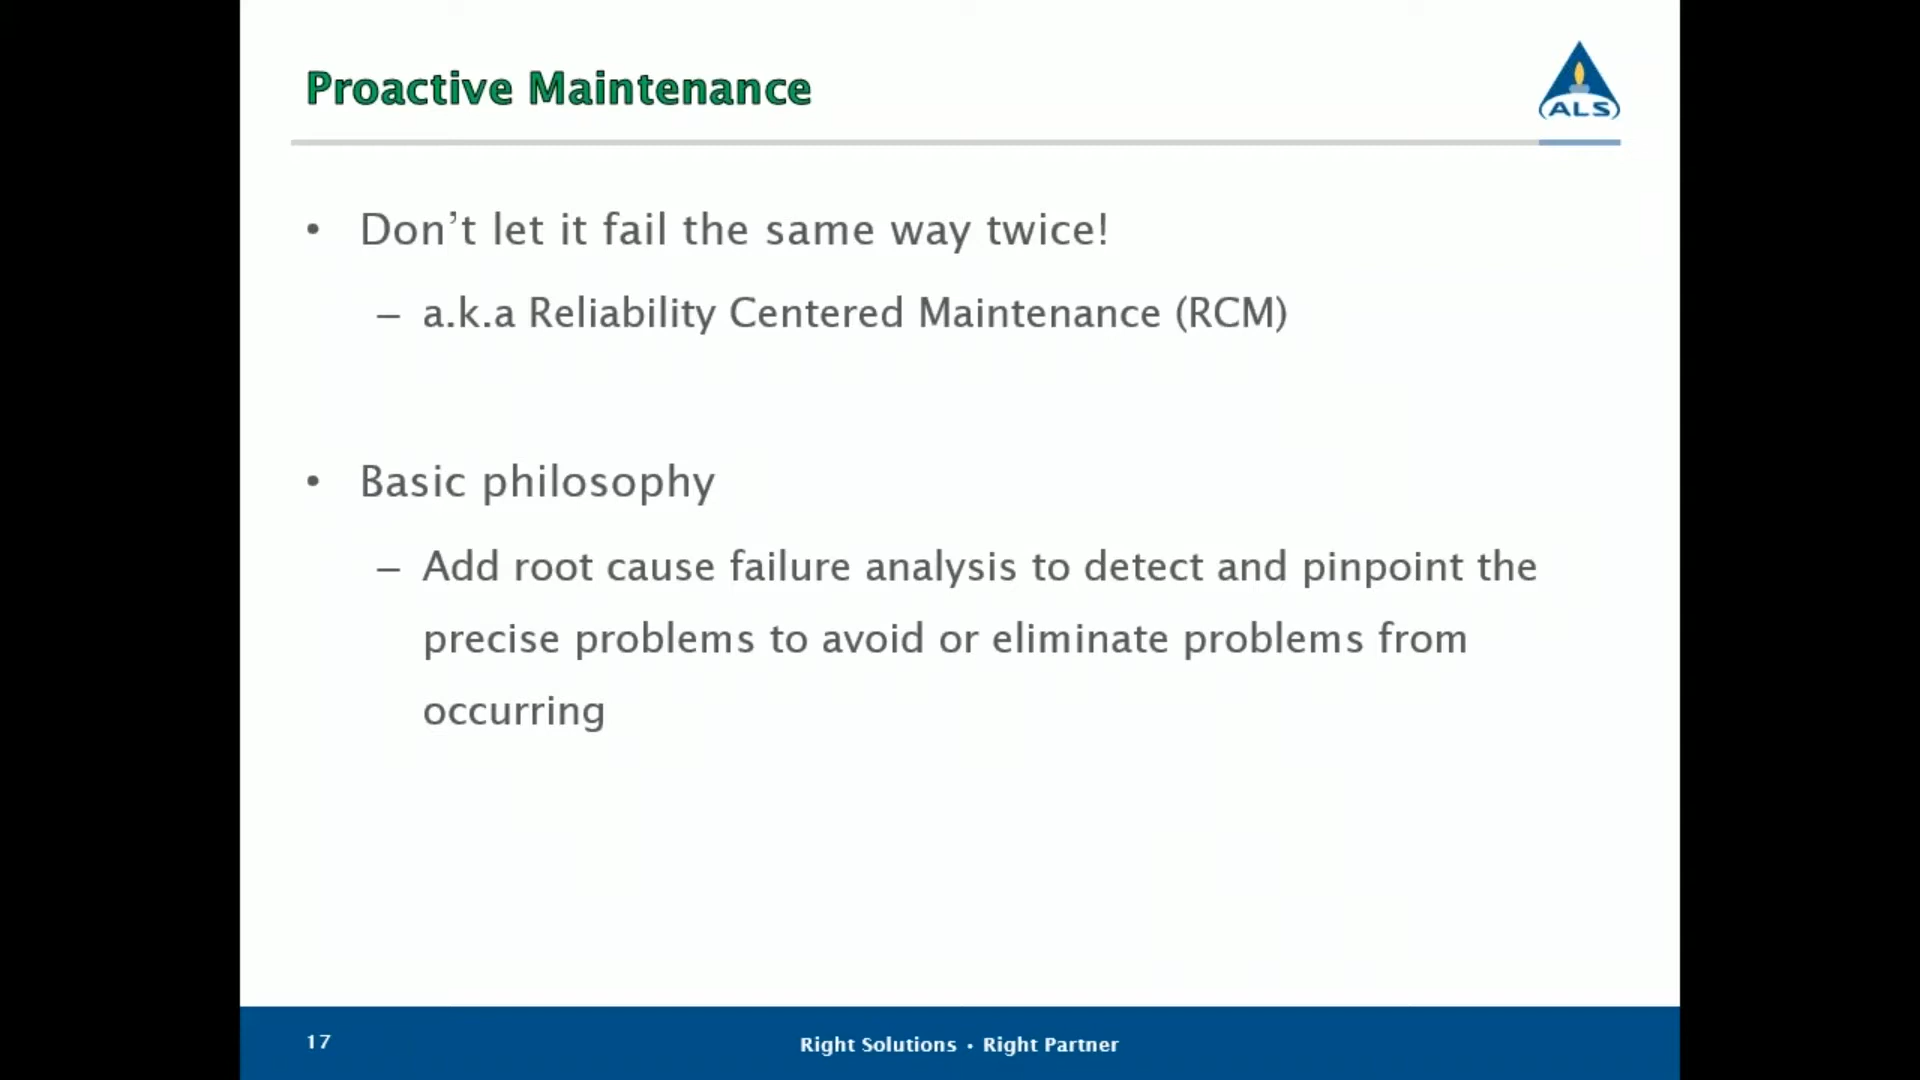 Proactive Maintenance
ALS
• Don’t let it fail the same way twice!
– a.k.a Reliability Centered Maintenance (RCM)
• Basic philosophy
– Add root cause failure analysis to detect and pinpoint the
precise problems to avoid or eliminate problems from
occurring
17
Right Solutions • Right Partner